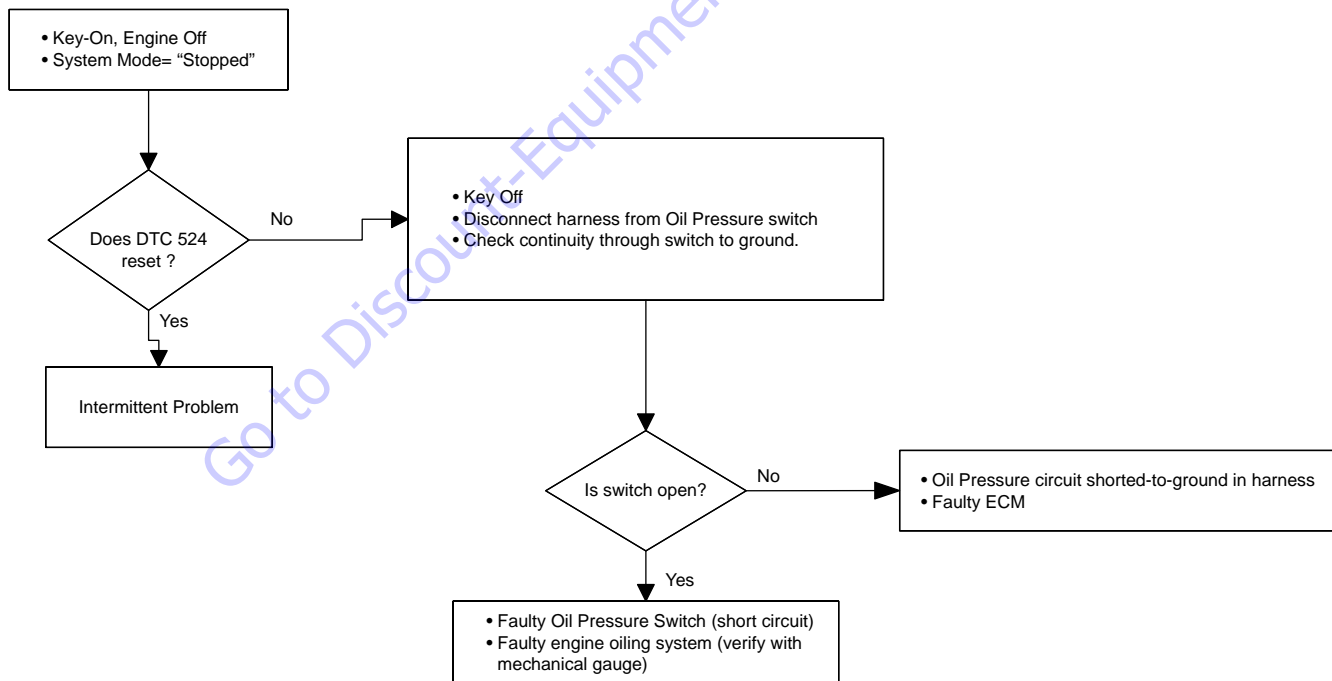 • Key-On, Engine Off
• System Mode= “Stopped”
Does DTC 524
reset ?
No
Yes
Intermittent Problem
• Key Off
• Disconnect harness from Oil Pressure switch
• Check continuity through switch to ground.
Is switch open?
No
• Oil Pressure circuit shorted-to-ground in harness
• Faulty ECM
Yes
• Faulty Oil Pressure Switch (short circuit)
• Faulty engine oiling system (verify with
mechanical gauge)
Go to Discount-Equipmen